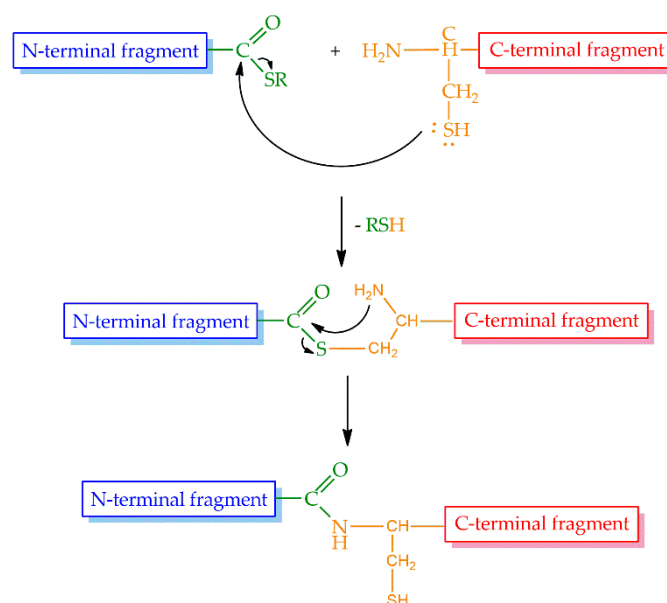 O
N-terminal fragment C SR + H₂N C H C-terminal fragment
CH₂
SH
- RSH
O
N-terminal fragment C S CH₂ H₂N CH C-terminal fragment
O
N-terminal fragment C N H CH C-terminal fragment
CH₂
SH